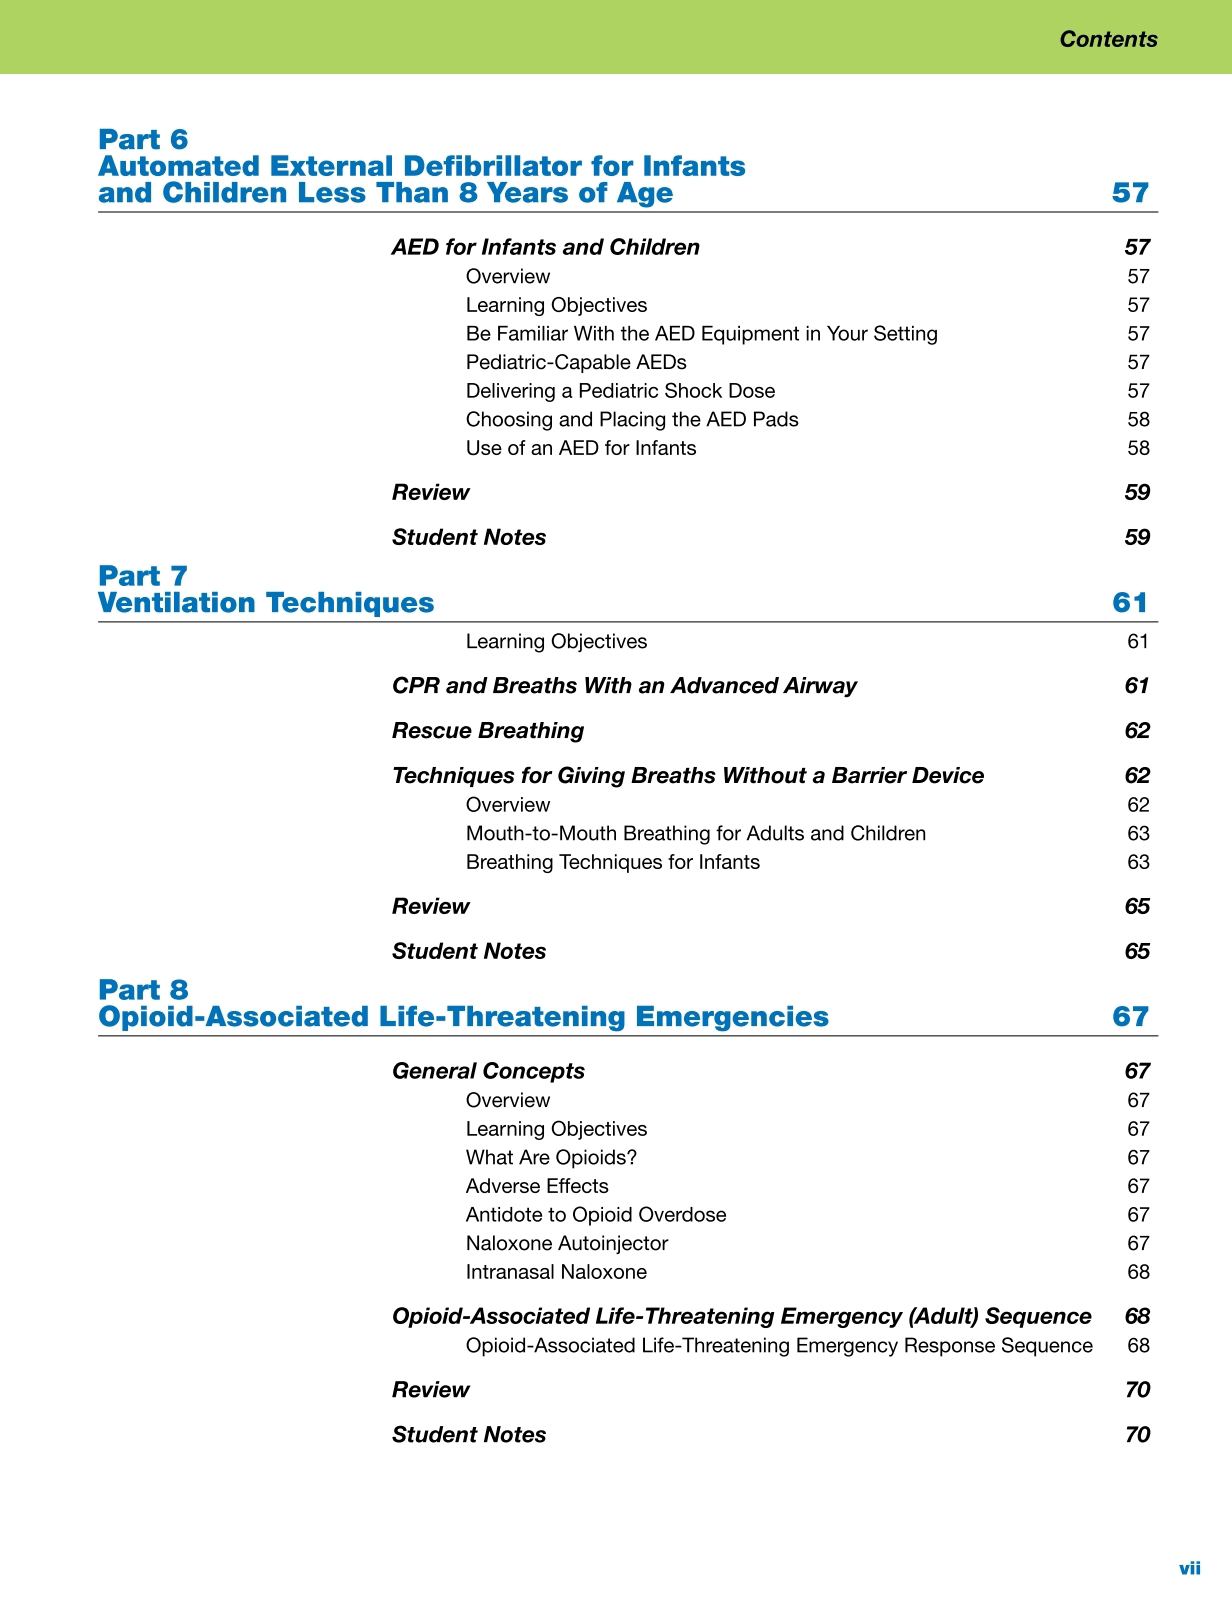 Contents
Part 6
Automated External Defibrillator for Infants
and Children Less Than 8 Years of Age 57
AED for Infants and Children 57
Overview 57
Learning Objectives 57
Be Familiar With the AED Equipment in Your Setting 57
Pediatric-Capable AEDs 57
Delivering a Pediatric Shock Dose 57
Choosing and Placing the AED Pads 58
Use of an AED for Infants 58
Review 59
Student Notes 59
Part 7
Ventilation Techniques 61
Learning Objectives 61
CPR and Breaths With an Advanced Airway 61
Rescue Breathing 62
Techniques for Giving Breaths Without a Barrier Device 62
Overview 62
Mouth-to-Mouth Breathing for Adults and Children 63
Breathing Techniques for Infants 63
Review 65
Student Notes 65
Part 8
Opioid-Associated Life-Threatening Emergencies 67
General Concepts 67
Overview 67
Learning Objectives 67
What Are Opioids? 67
Adverse Effects 67
Antidote to Opioid Overdose 67
Naloxone Autoinjector 67
Intranasal Naloxone 68
Opioid-Associated Life-Threatening Emergency (Adult) Sequence 68
Opioid-Associated Life-Threatening Emergency Response Sequence 68
Review 70
Student Notes 70
vii